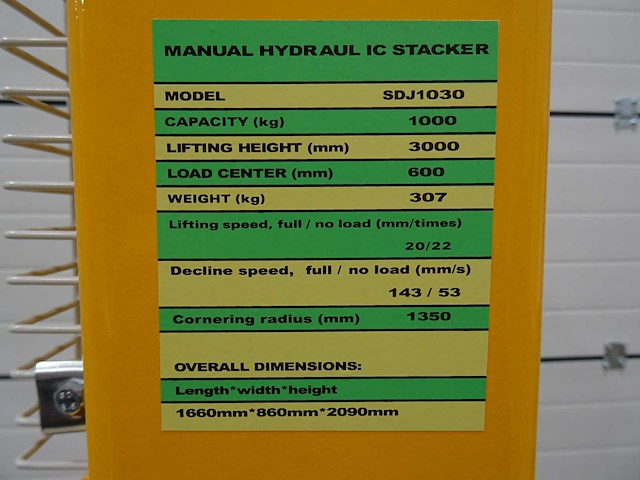 MANUAL HYDRAUL IC STACKER
MODEL SDJ1030
CAPACITY (kg) 1000
LIFTING HEIGHT (mm) 3000
LOAD CENTER (mm) 600
WEIGHT (kg) 307
Lifting speed, full / no load (mm/times)
20/22
Decline speed, full / no load (mm/s)
143 / 53
Cornering radius (mm) 1350
OVERALL DIMENSIONS:
Length*width*height
1660mm*860mm*2090mm